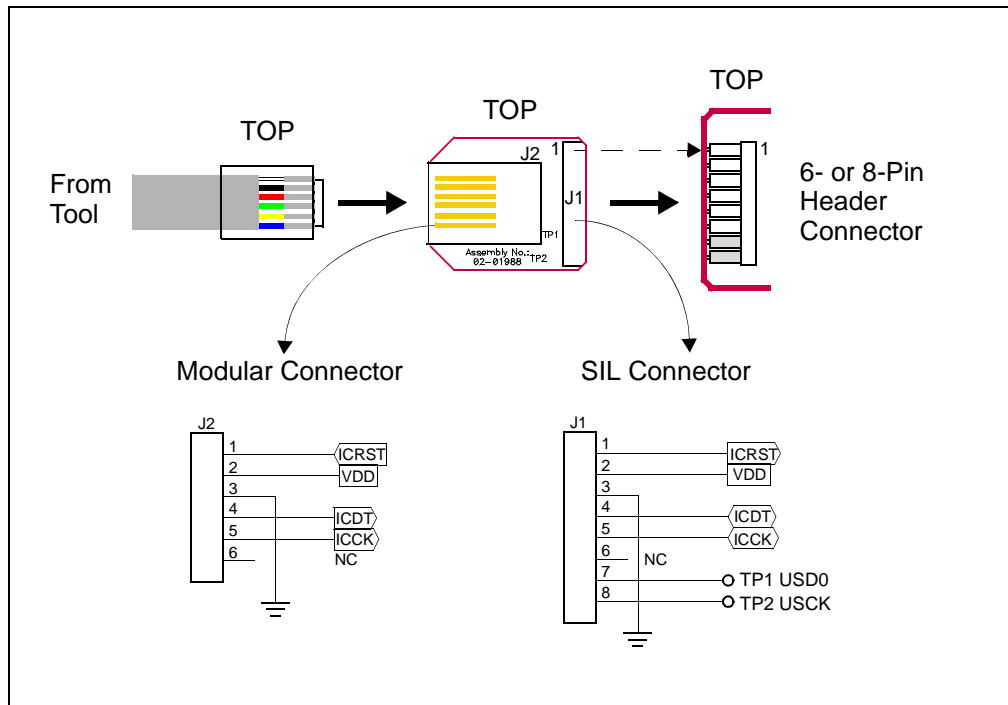 TOP
TOP
TOP
From
Tool
J2
1
J1
TP1
TP2
Assembly No.:
02-01988
1
6- or 8-Pin
Header
Connector
Modular Connector
J2
1
ICRST
2
VDD
3
4
ICDT
5
ICCK
6
NC
SIL Connector
J1
1
ICRST
2
VDD
3
4
ICDT
5
ICCK
6
NC
7
TP1 USD0
8
TP2 USCK